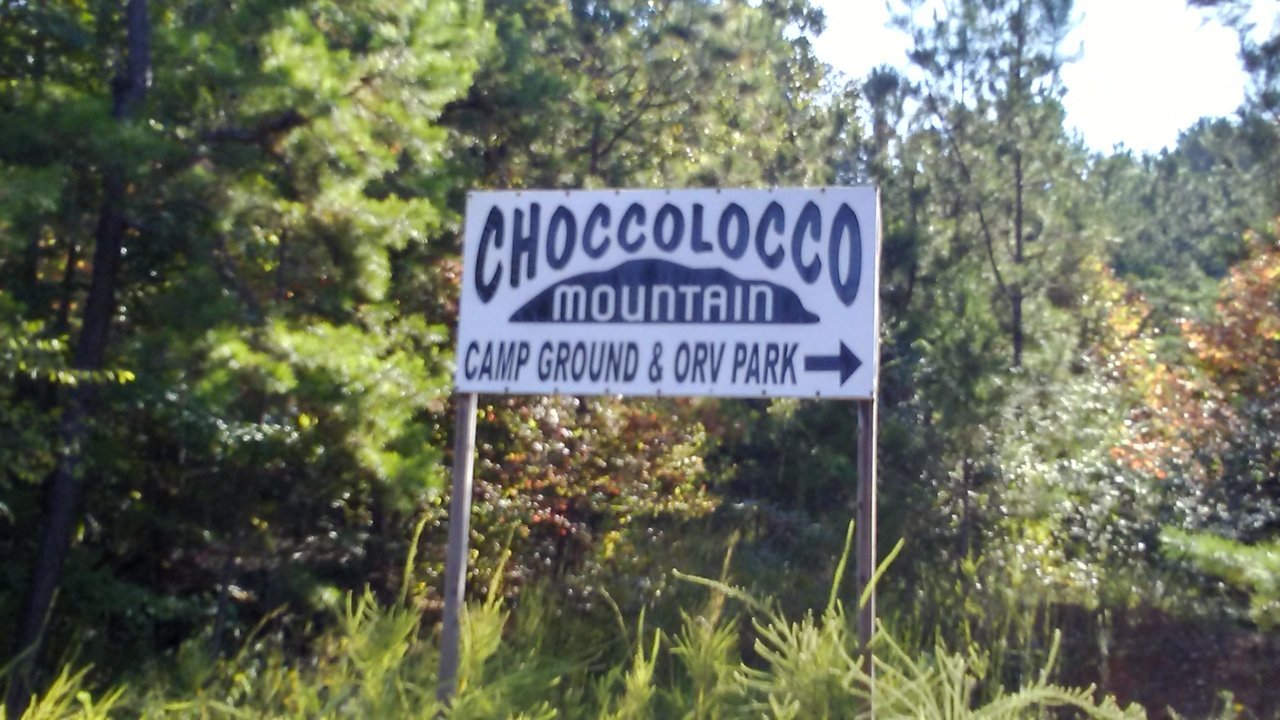 CHOCCOLOCCO
MOUNTAIN
CAMP GROUND & ORV PARK